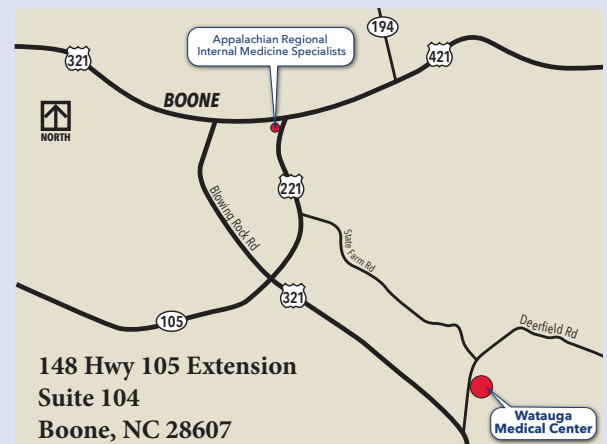 194
Appalachian Regional
Internal Medicine Specialists
321
421
BOONE
NORTH
221
Blowing Rock Rd
State Farm Rd
321
105
Deerfield Rd
148 Hwy 105 Extension
Suite 104
Boone, NC 28607
Watauga
Medical Center